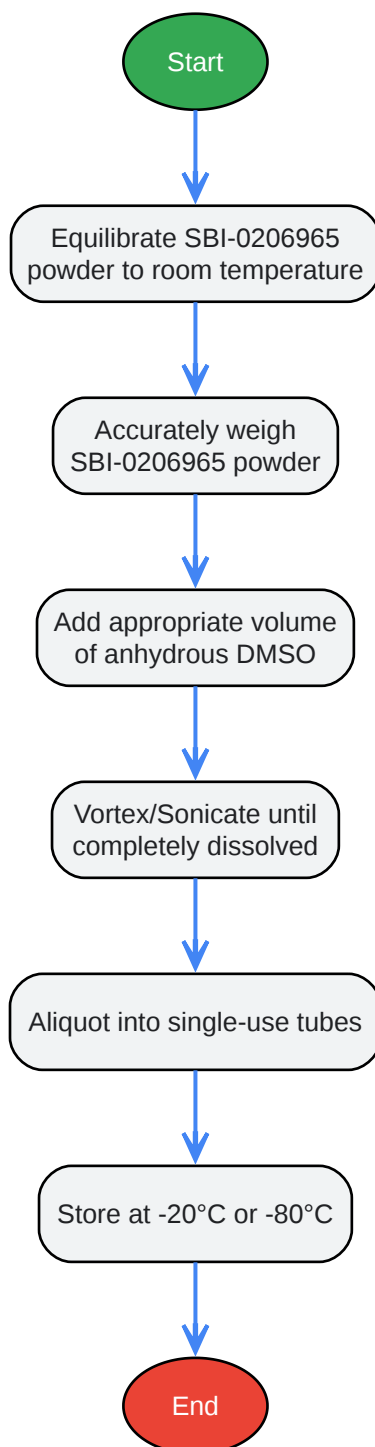 Start
Equilibrate SBI-0206965
powder to room temperature
Accurately weigh
SBI-0206965 powder
Add appropriate volume
of anhydrous DMSO
Vortex/Sonicate until
completely dissolved
Aliquot into single-use tubes
Store at -20°C or -80°C
End